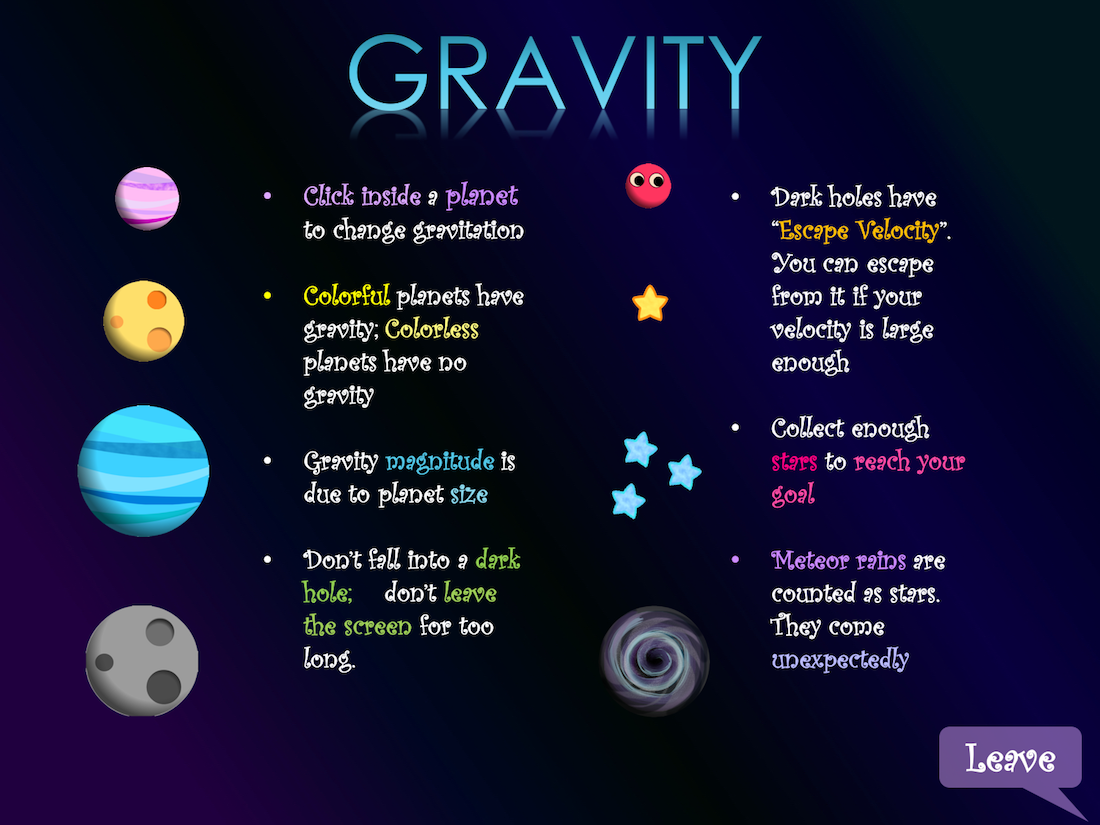 GRAVITY
• Click inside a planet
to change gravitation
• Colorful planets have
gravity; Colorless
planets have no
gravity
• Gravity magnitude is
due to planet size
• Don't fall into a dark
hole; don't leave
the screen for too
long.
• Dark holes have
“Escape Velocity”.
You can escape
from it if your
velocity is large
enough
• Collect enough
stars to reach your
goal
• Meteor rains are
counted as stars.
They come
unexpectedly
Leave